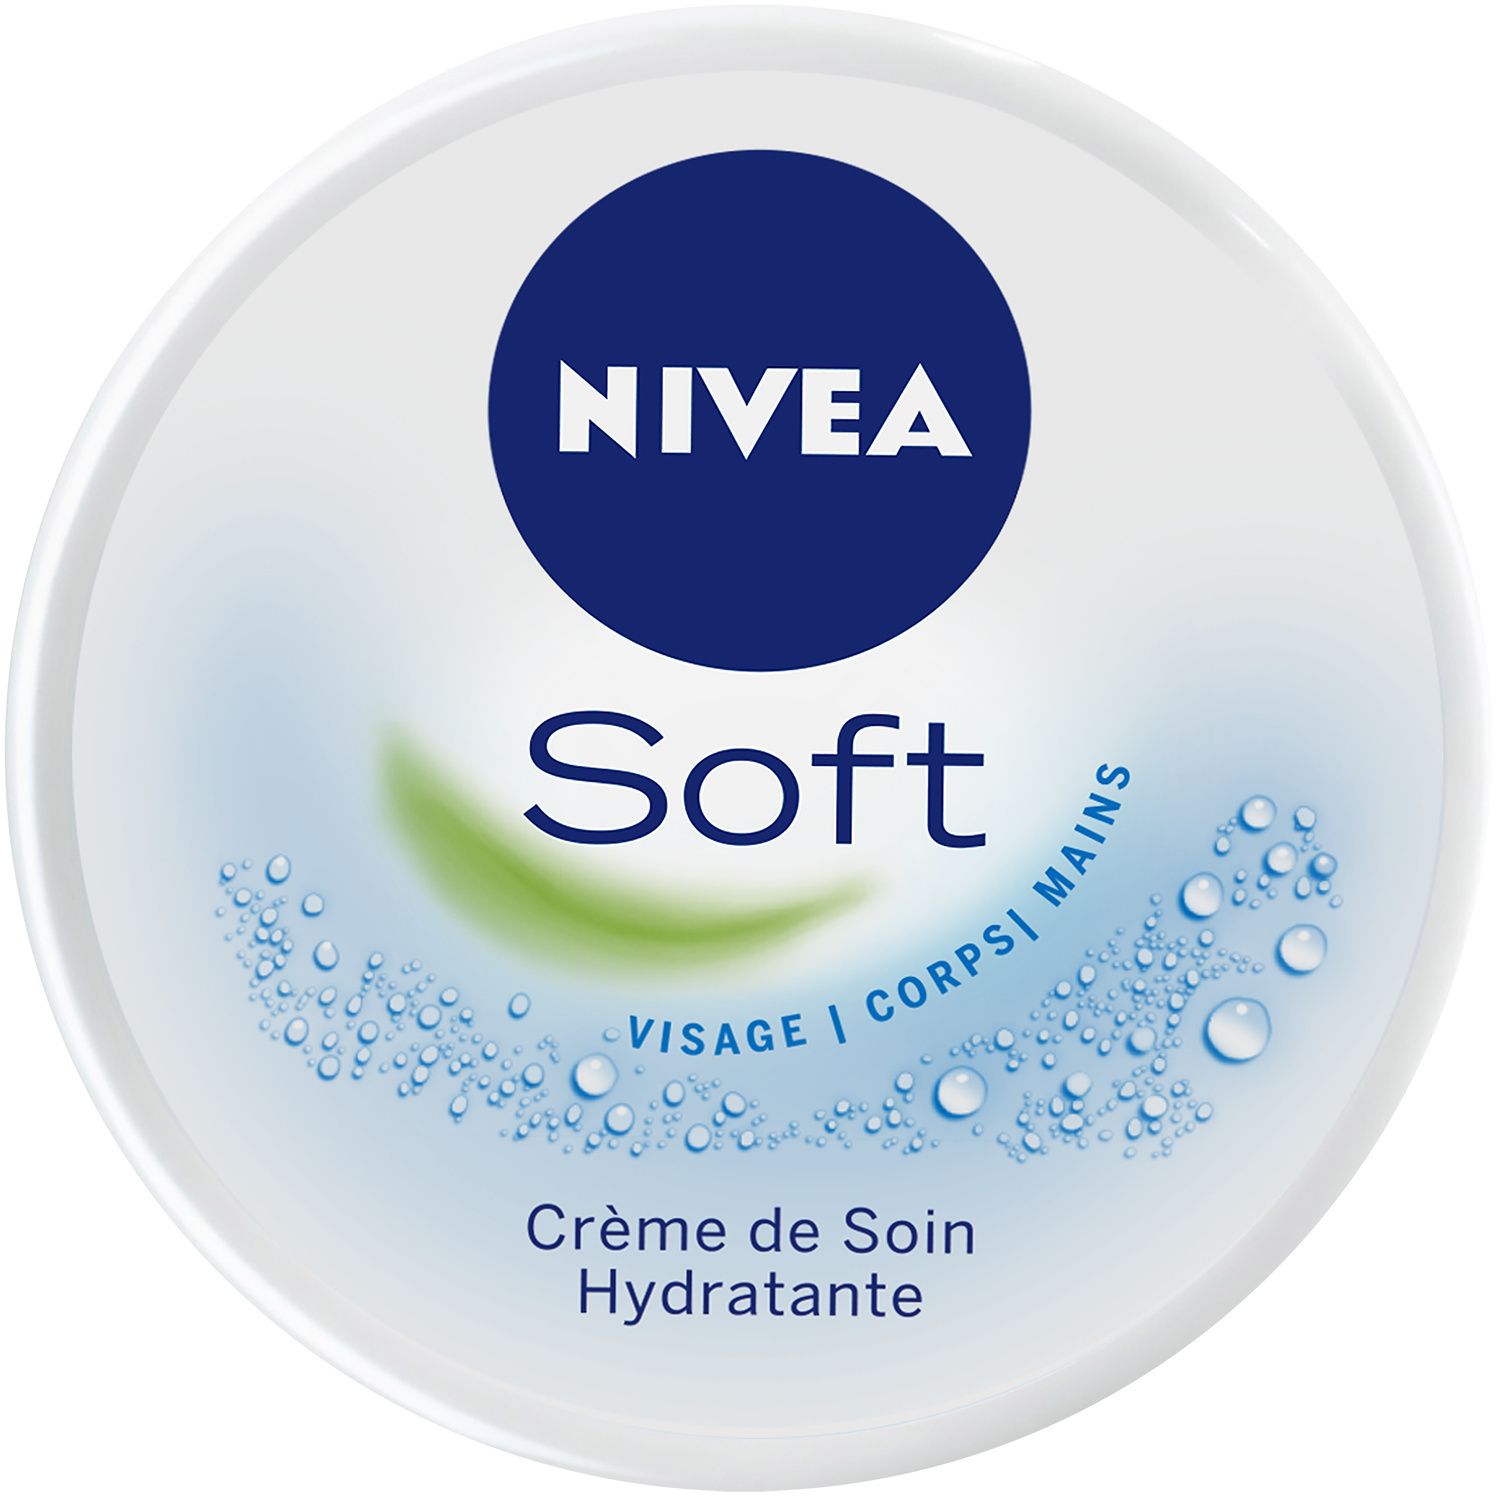 NIVEA
Soft
VISAGE | CORPS | MAINS
Crème de Soin
Hydratante